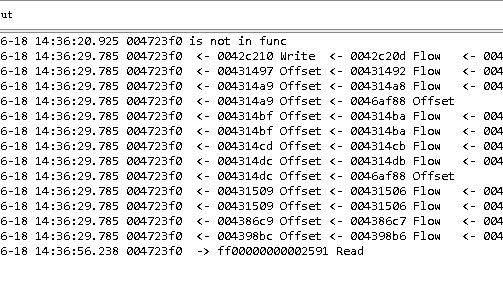 ut
6-18 14:36:20.925 004723f0 is not in func
6-18 14:36:29.785 004723f0 <- 0042c210 Write <- 0042c20d Flow <- 004
6-18 14:36:29.785 004723f0 <- 00431497 Offset <- 00431492 Flow <- 004
6-18 14:36:29.785 004723f0 <- 004314a9 Offset <- 004314a8 Flow <- 004
6-18 14:36:29.785 004723f0 <- 004314a9 Offset <- 0046af88 Offset
6-18 14:36:29.785 004723f0 <- 004314bf Offset <- 004314ba Flow <- 004
6-18 14:36:29.785 004723f0 <- 004314bf Offset <- 004314ba Flow <- 004
6-18 14:36:29.785 004723f0 <- 004314cd Offset <- 004314cb Flow <- 004
6-18 14:36:29.785 004723f0 <- 004314dc Offset <- 004314db Flow <- 004
6-18 14:36:29.785 004723f0 <- 004314dc Offset <- 0046af88 Offset
6-18 14:36:29.785 004723f0 <- 00431509 Offset <- 00431506 Flow <- 004
6-18 14:36:29.785 004723f0 <- 00431509 Offset <- 00431506 Flow <- 004
6-18 14:36:29.785 004723f0 <- 004386c9 Offset <- 004386c7 Flow <- 004
6-18 14:36:29.785 004723f0 <- 004398bc Offset <- 004398b6 Flow <- 004
6-18 14:36:56.238 004723f0 -> ff00000000002591 Read